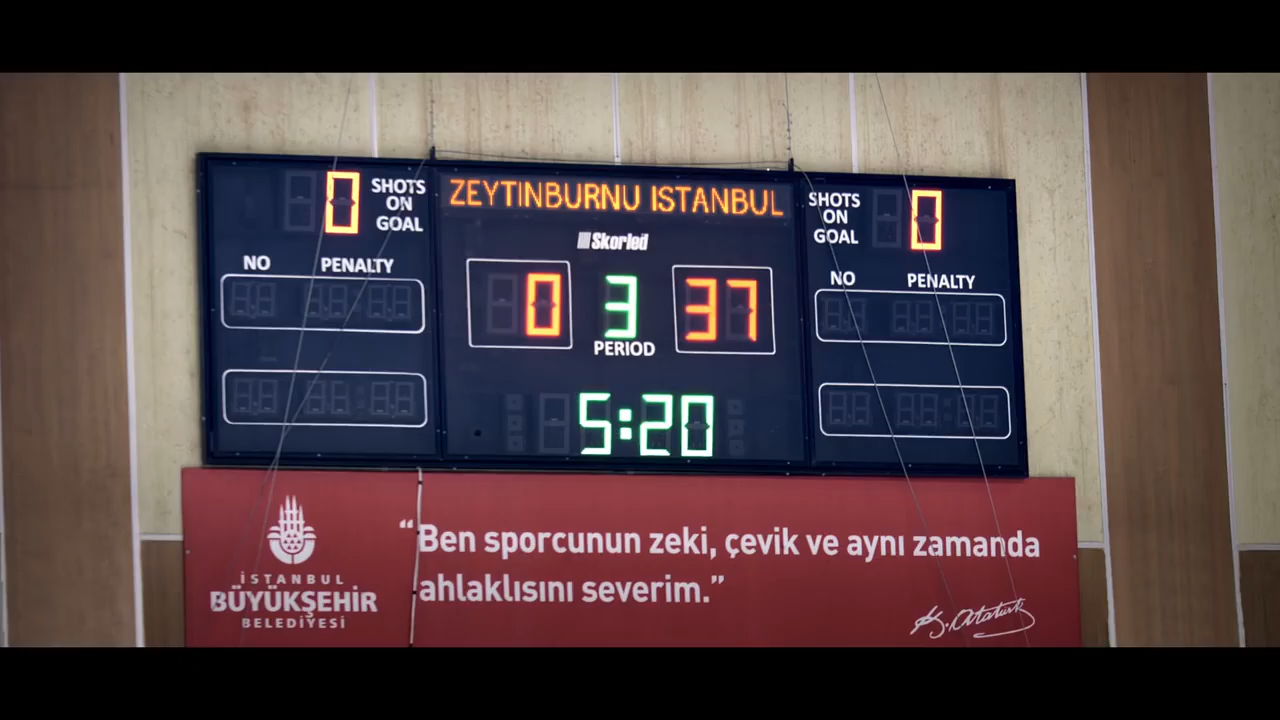 0 SHOTS ON GOAL
ZEYTINBURNU ISTANBUL
SHOTS ON GOAL 0
Skorled
NO PENALTY
0 3 37
PERIOD
NO PENALTY
5:20
"Ben sporcunun zeki, çevik ve aynı zamanda
ahlaklısını severim."
İSTANBUL
BÜYÜKŞEHİR
BELEDİYESİ
K. Atatürk